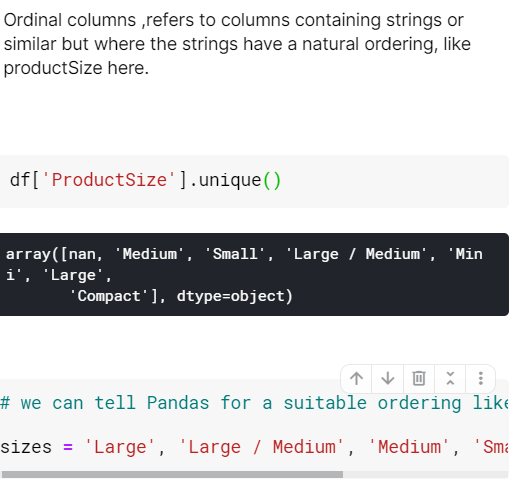 Ordinal columns ,refers to columns containing strings or
similar but where the strings have a natural ordering, like
productSize here.
df['ProductSize'].unique()
array([nan, 'Medium', 'Small', 'Large / Medium', 'Min
i', 'Large',
'Compact'], dtype=object)
# we can tell Pandas for a suitable ordering like
sizes = 'Large', 'Large / Medium', 'Medium', 'Sma